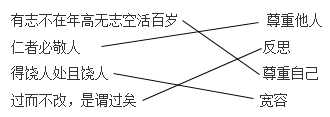 有志不在年高无志空活百岁 尊重他人
仁者必敬人 反思
得饶人处且饶人 尊重自己
过而不改，是谓过矣 宽容